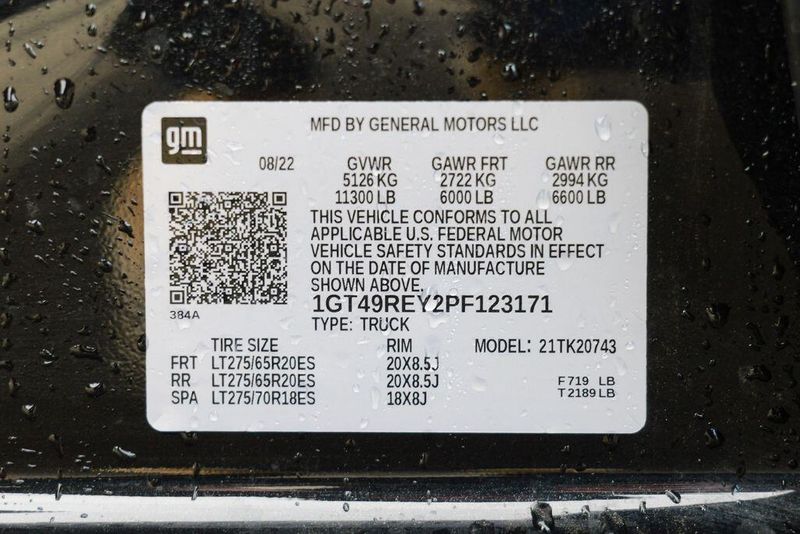 gm
MFD BY GENERAL MOTORS LLC
08/22 GVWR GAWR FRT GAWR RR
5126 KG 2722 KG 2994 KG
11300 LB 6000 LB 6600 LB
THIS VEHICLE CONFORMS TO ALL
APPLICABLE U.S. FEDERAL MOTOR
VEHICLE SAFETY STANDARDS IN EFFECT
ON THE DATE OF MANUFACTURE
SHOWN ABOVE.
384A
1GT49REY2PF123171
TYPE: TRUCK
TIRE SIZE RIM MODEL: 21TK20743
FRT LT275/65R20ES 20X8.5J
RR LT275/65R20ES 20X8.5J F 719 LB
SPA LT275/70R18ES 18X8J T 2189 LB